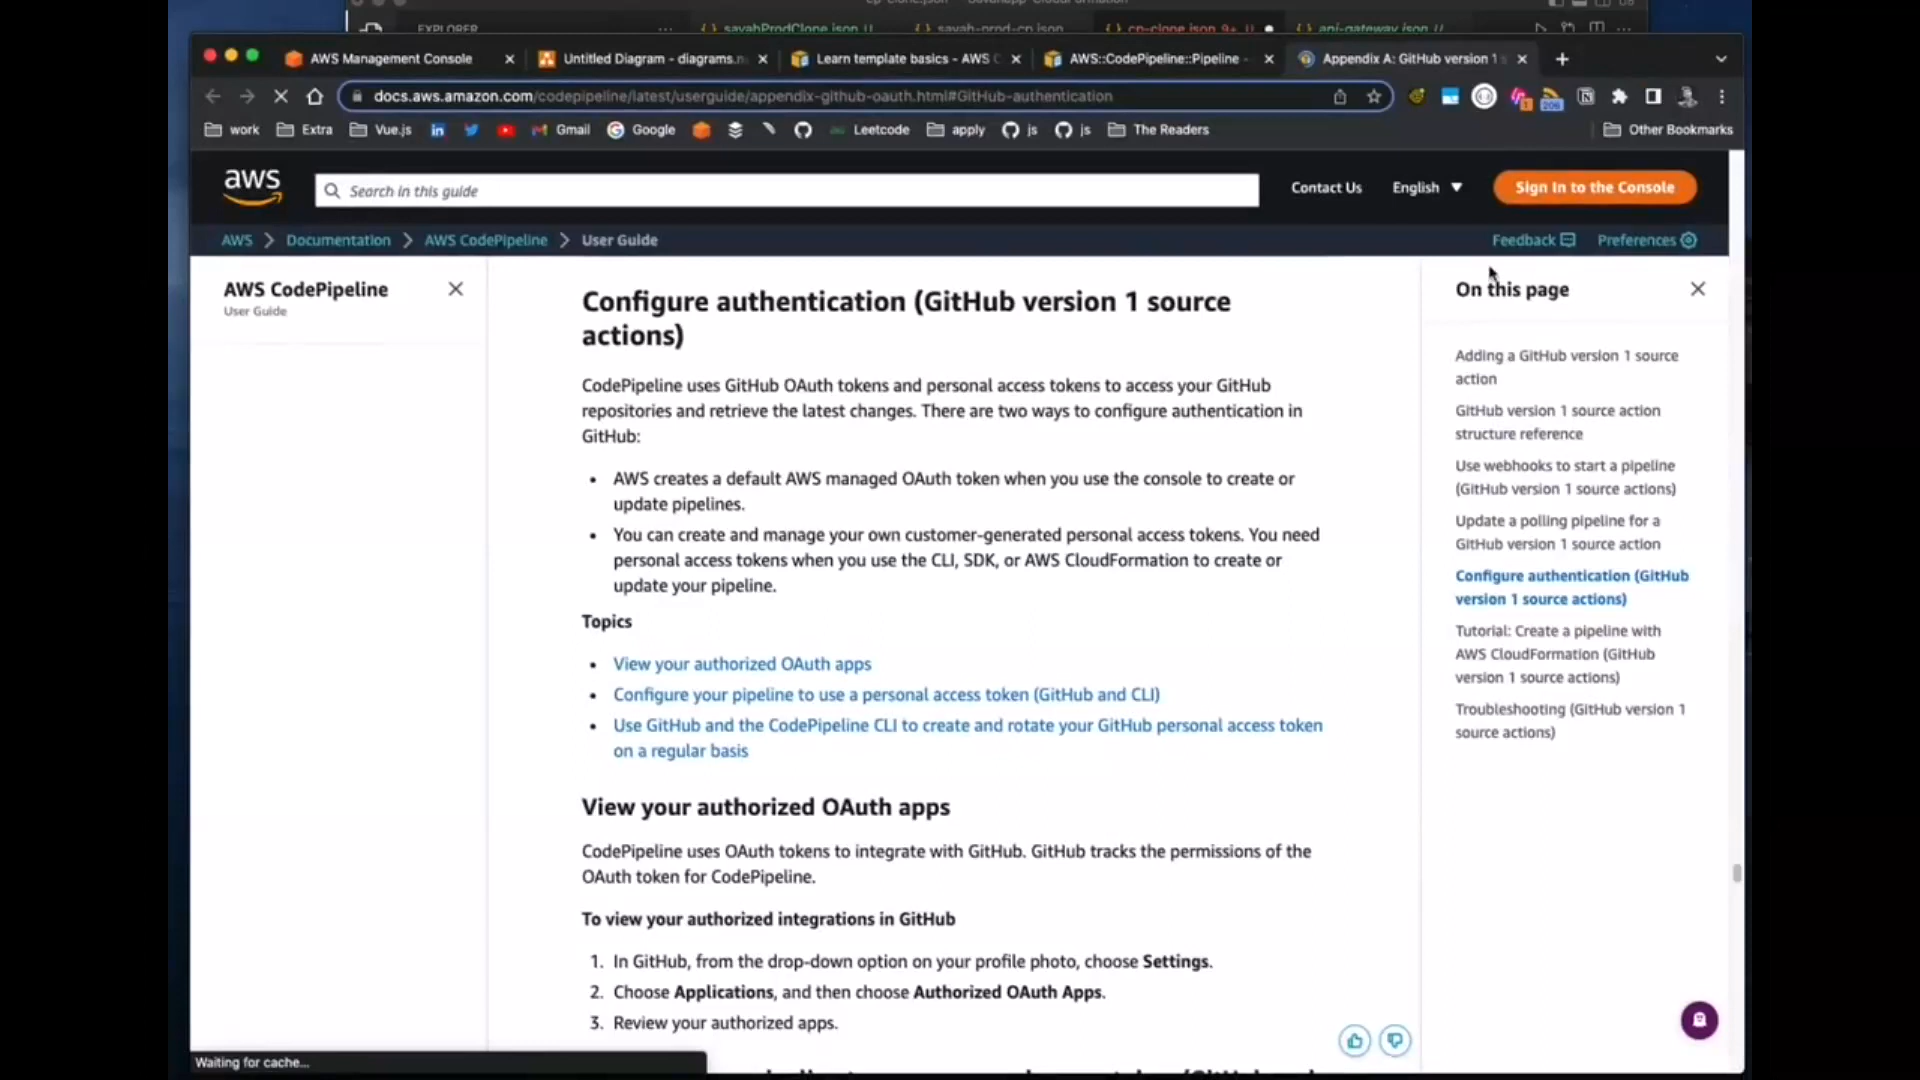 EXPLORER
savahProdClone.json
savah-prod-cp.json
cp-clone.json 9+
api-gateway.json
AWS Management Console
Untitled Diagram - diagrams.n
Learn template basics - AWS C
AWS::CodePipeline::Pipeline -
Appendix A: GitHub version 1 s
docs.aws.amazon.com/codepipeline/latest/userguide/appendix-github-oauth.html#GitHub-authentication
work
Extra
Vue.js
Gmail
Google
Leetcode
apply
js
js
The Readers
Other Bookmarks
aws
Search in this guide
Contact Us
English
Sign In to the Console
AWS > Documentation > AWS CodePipeline > User Guide
Feedback
Preferences
AWS CodePipeline
User Guide
Configure authentication (GitHub version 1 source
actions)
CodePipeline uses GitHub OAuth tokens and personal access tokens to access your GitHub
repositories and retrieve the latest changes. There are two ways to configure authentication in
GitHub:
• AWS creates a default AWS managed OAuth token when you use the console to create or
update pipelines.
• You can create and manage your own customer-generated personal access tokens. You need
personal access tokens when you use the CLI, SDK, or AWS CloudFormation to create or
update your pipeline.
Topics
• View your authorized OAuth apps
• Configure your pipeline to use a personal access token (GitHub and CLI)
• Use GitHub and the CodePipeline CLI to create and rotate your GitHub personal access token
on a regular basis
View your authorized OAuth apps
CodePipeline uses OAuth tokens to integrate with GitHub. GitHub tracks the permissions of the
OAuth token for CodePipeline.
To view your authorized integrations in GitHub
1. In GitHub, from the drop-down option on your profile photo, choose Settings.
2. Choose Applications, and then choose Authorized OAuth Apps.
3. Review your authorized apps.
On this page
Adding a GitHub version 1 source
action
GitHub version 1 source action
structure reference
Use webhooks to start a pipeline
(GitHub version 1 source actions)
Update a polling pipeline for a
GitHub version 1 source action
Configure authentication (GitHub
version 1 source actions)
Tutorial: Create a pipeline with
AWS CloudFormation (GitHub
version 1 source actions)
Troubleshooting (GitHub version 1
source actions)
Waiting for cache...